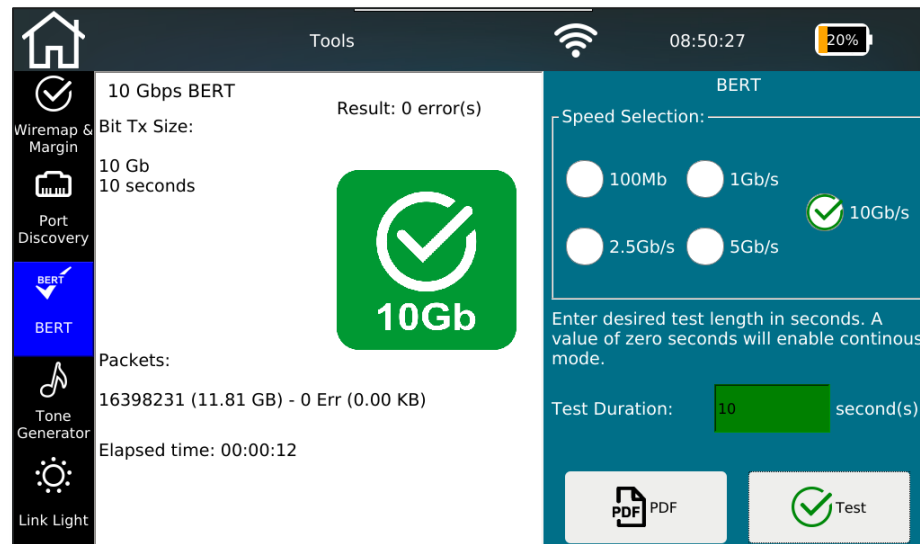 Tools
08:50:27
20%
Wiremap &
Margin
Port
Discovery
BERT
BERT
Tone
Generator
Link Light
10 Gbps BERT
Result: 0 error(s)
Bit Tx Size:
10 Gb
10 seconds
10Gb
Packets:
16398231 (11.81 GB) - 0 Err (0.00 KB)
Elapsed time: 00:00:12
BERT
Speed Selection:
100Mb
1Gb/s
10Gb/s
2.5Gb/s
5Gb/s
Enter desired test length in seconds. A
value of zero seconds will enable continous
mode.
Test Duration:
10
second(s)
PDF
PDF
Test